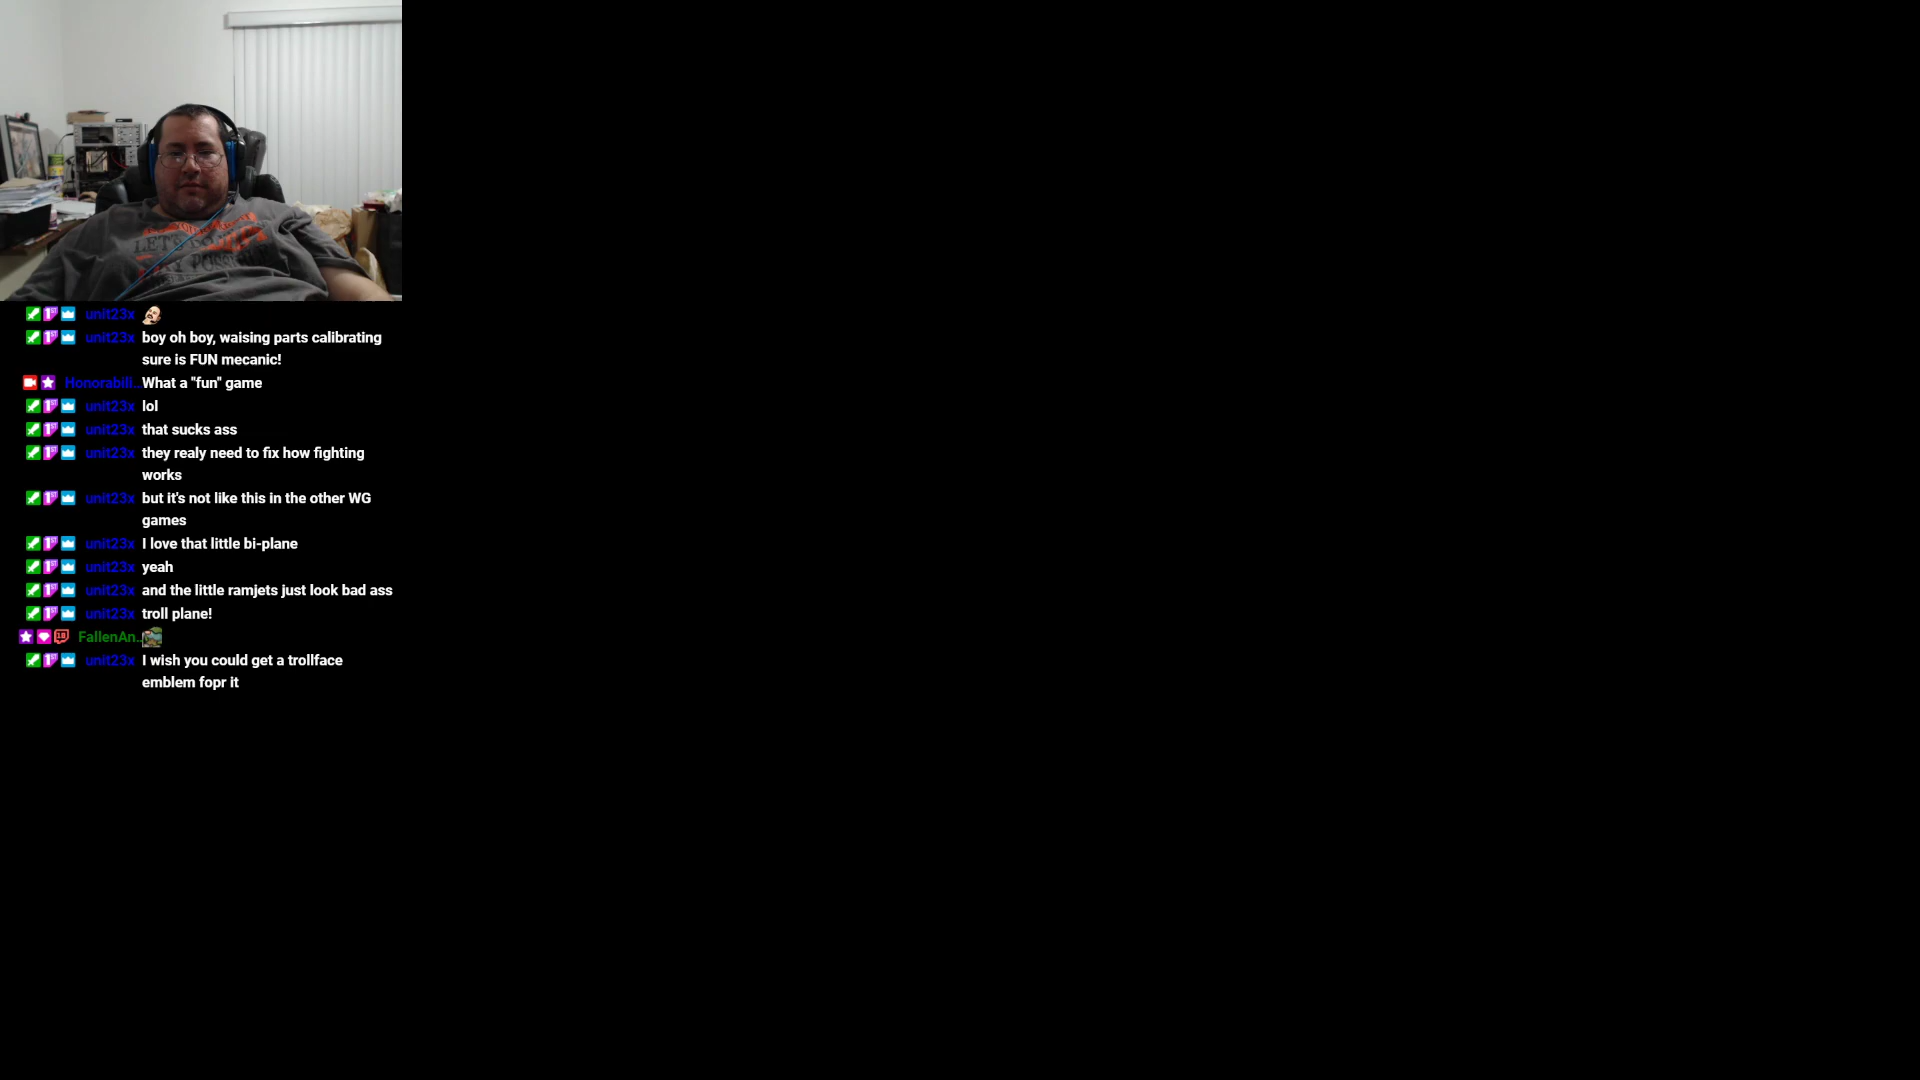 LET'S
unit23x
unit23x boy oh boy, waising parts calibrating
sure is FUN mecanic!
Honorabili... What a "fun" game
unit23x lol
unit23x that sucks ass
unit23x they realy need to fix how fighting
works
unit23x but it's not like this in the other WG
games
unit23x I love that little bi-plane
unit23x yeah
unit23x and the little ramjets just look bad ass
unit23x troll plane!
FallenAn...
unit23x I wish you could get a trollface
emblem fopr it